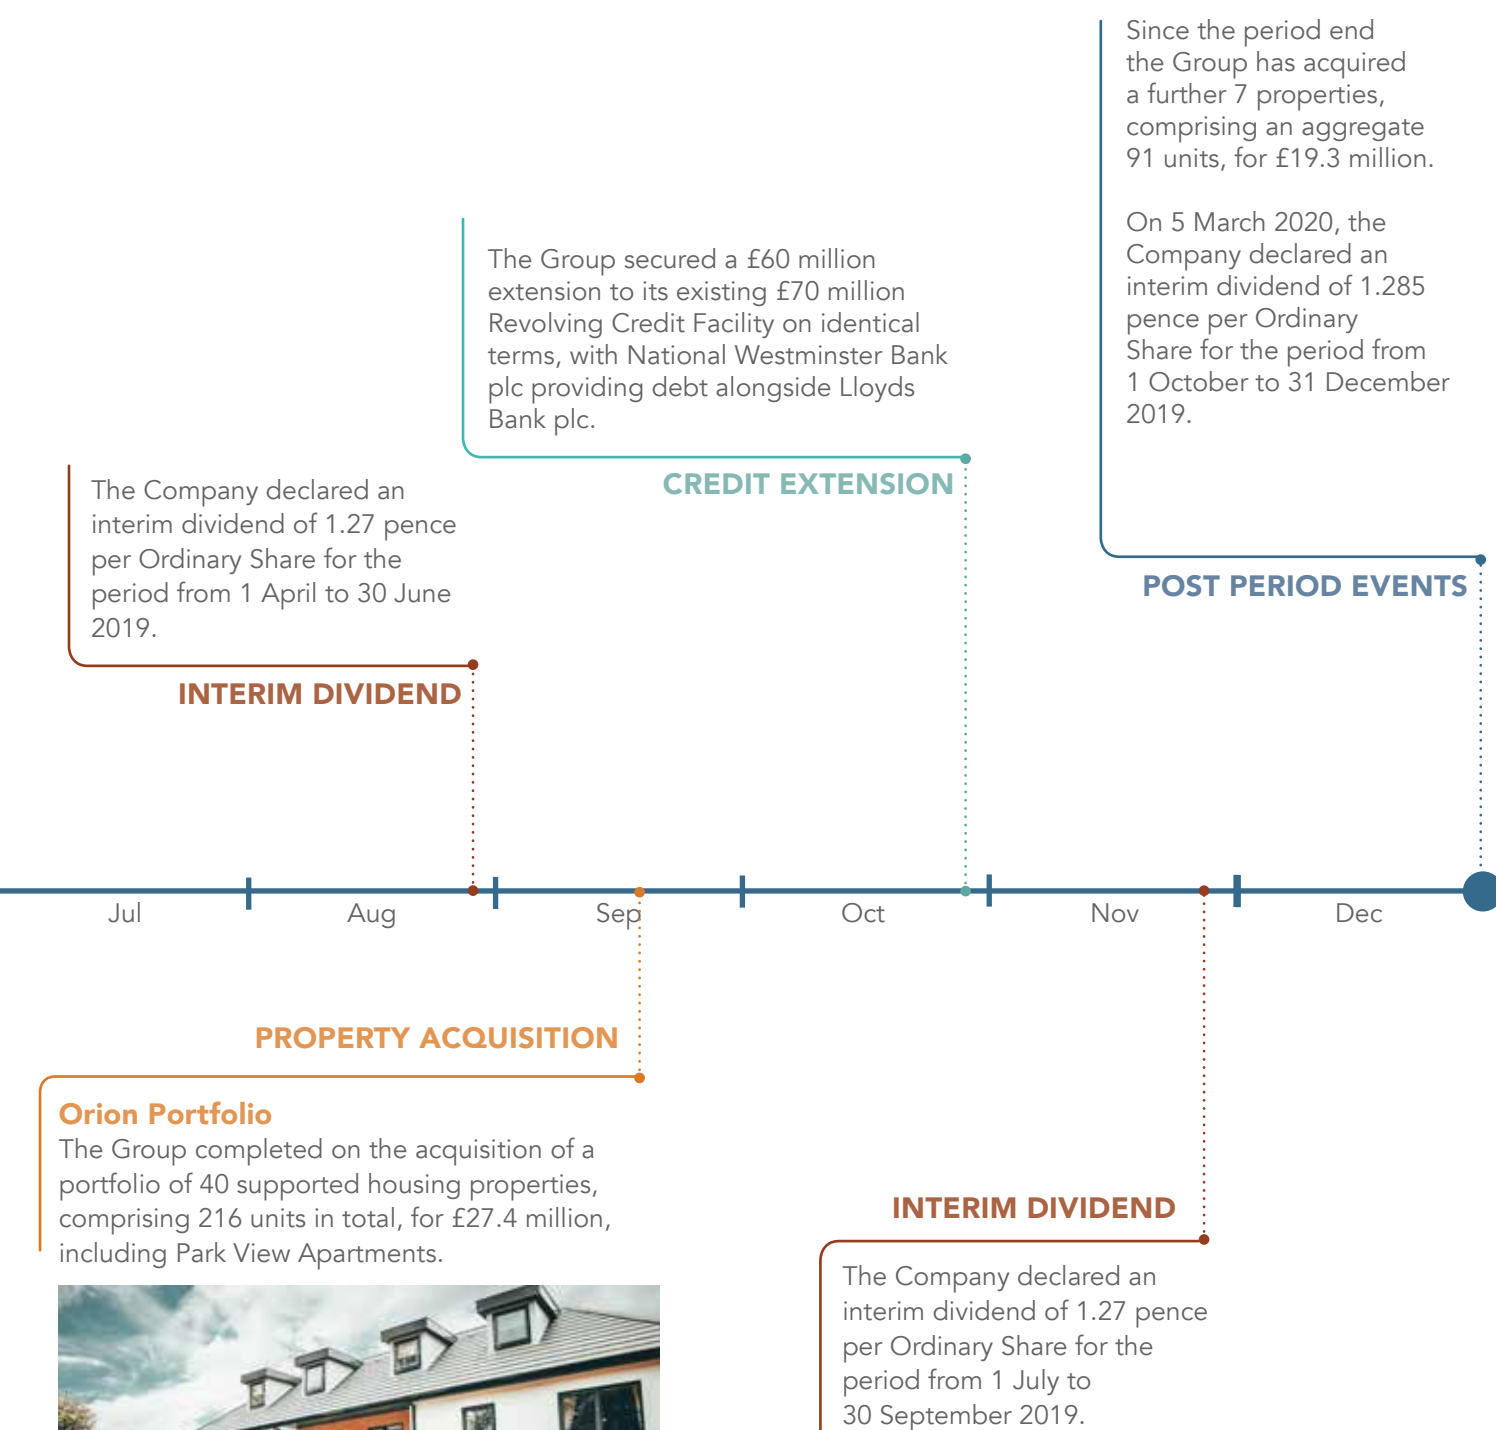 Since the period end
the Group has acquired
a further 7 properties,
comprising an aggregate
91 units, for £19.3 million.
On 5 March 2020, the
Company declared an
interim dividend of 1.285
pence per Ordinary
Share for the period from
1 October to 31 December
2019.
POST PERIOD EVENTS
The Group secured a £60 million
extension to its existing £70 million
Revolving Credit Facility on identical
terms, with National Westminster Bank
plc providing debt alongside Lloyds
Bank plc.
CREDIT EXTENSION
The Company declared an
interim dividend of 1.27 pence
per Ordinary Share for the
period from 1 April to 30 June
2019.
INTERIM DIVIDEND
Jul
Aug
Sep
Oct
Nov
Dec
PROPERTY ACQUISITION
Orion Portfolio
The Group completed on the acquisition of a
portfolio of 40 supported housing properties,
comprising 216 units in total, for £27.4 million,
including Park View Apartments.
INTERIM DIVIDEND
The Company declared an
interim dividend of 1.27 pence
per Ordinary Share for the
period from 1 July to
30 September 2019.